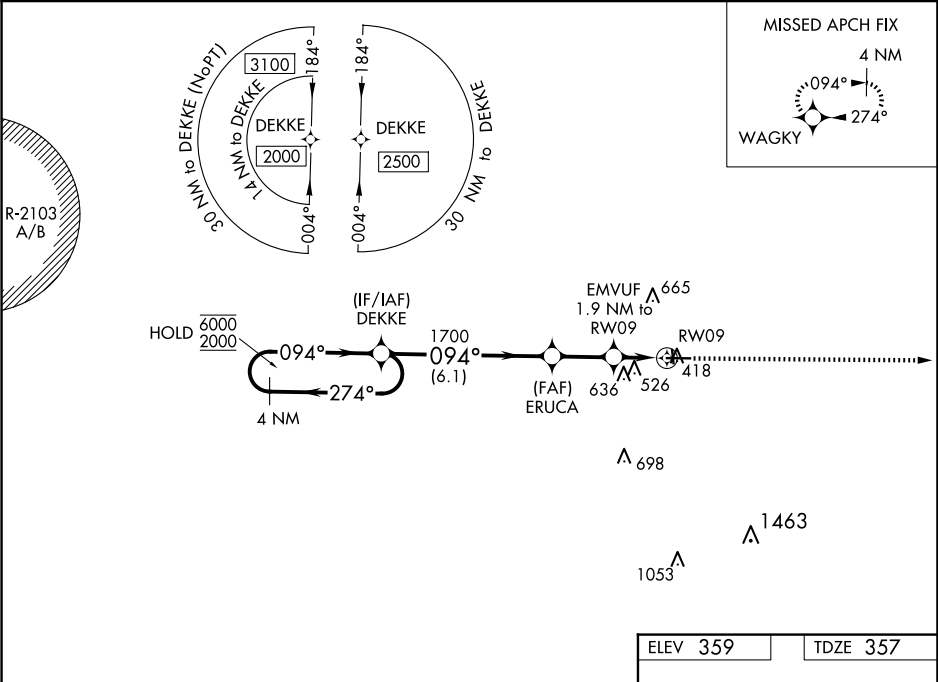 MISSED APCH FIX
4 NM
094°
274°
WAGKY
30 NM to DEKKE (NoPT)
3100
184°
14 NM to DEKKE
DEKKE
2000
004°
184°
DEKKE
2500
004°
30 NM to DEKKE
R-2103
A/B
HOLD 6000
2000
(IF/IAF)
DEKKE
094°
274°
4 NM
1700
094°
(6.1)
(FAF)
ERUCA
EMVUF
1.9 NM to
RW09
665
RW09
418
526
636
698
1463
1053
ELEV 359
TDZE 357